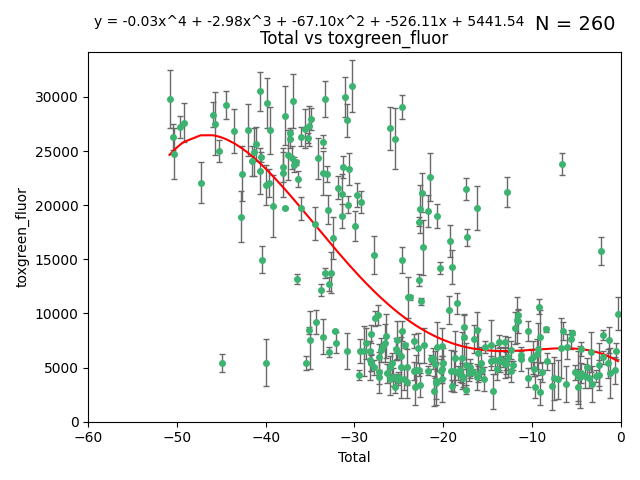 y = -0.03x^4 + -2.98x^3 + -67.10x^2 + -526.11x + 5441.54 N = 260
Total vs toxgreen_fluor
30000
25000
20000
15000
10000
5000
0
toxgreen_fluor
−60 −50 −40 −30 −20 −10 0
Total